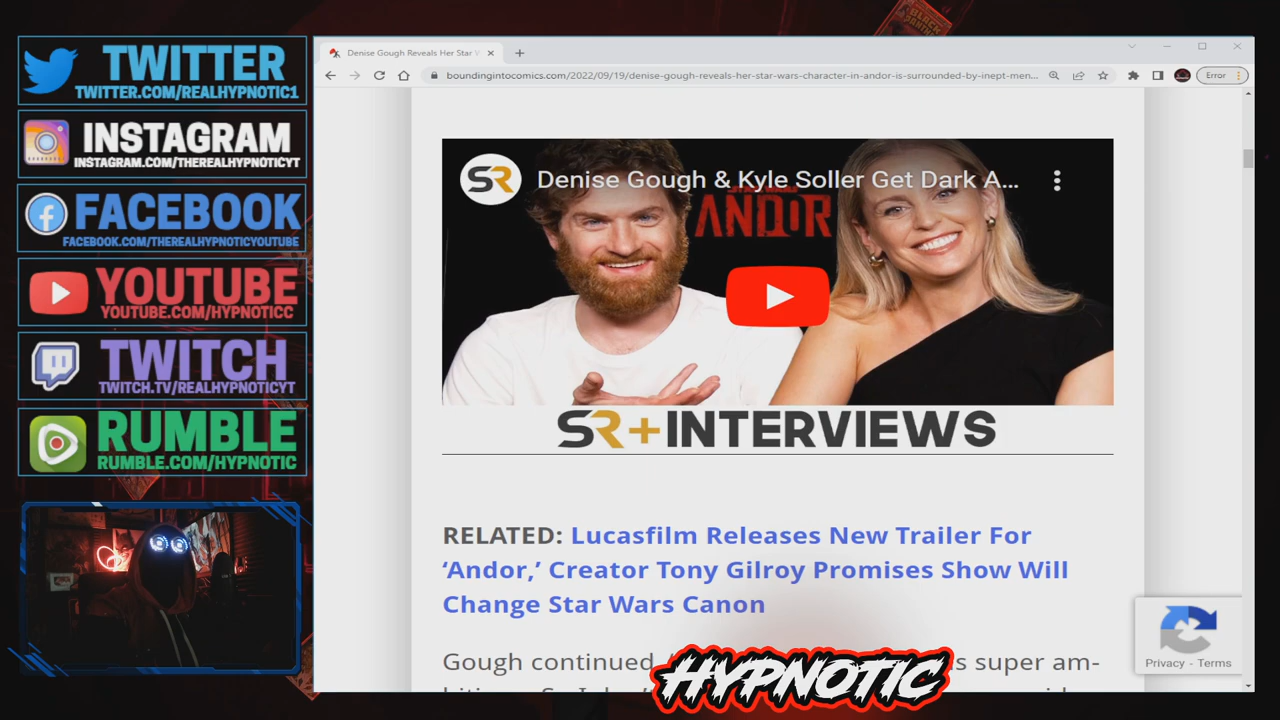 TWITTER
TWITTER.COM/REALHYPNOTIC1
INSTAGRAM
INSTAGRAM.COM/THEREALHYPNOTICYT
FACEBOOK
FACEBOOK.COM/THEREALHYPNOTICYOUTUBE
YOUTUBE
YOUTUBE.COM/HYPNOTICC
TWITCH
TWITCH.TV/REALHYPNOTICYT
RUMBLE
RUMBLE.COM/HYPNOTIC
Denise Gough Reveals Her Star W
boundingintocomics.com/2022/09/19/denise-gough-reveals-her-star-wars-character-in-andor-is-surrounded-by-inept-men...
Error
SR
Denise Gough & Kyle Soller Get Dark A...
ANDOR
SR+INTERVIEWS
RELATED: Lucasfilm Releases New Trailer For
‘Andor,’ Creator Tony Gilroy Promises Show Will
Change Star Wars Canon
Privacy - Terms
Gough continued super am-
HYPNOTIC